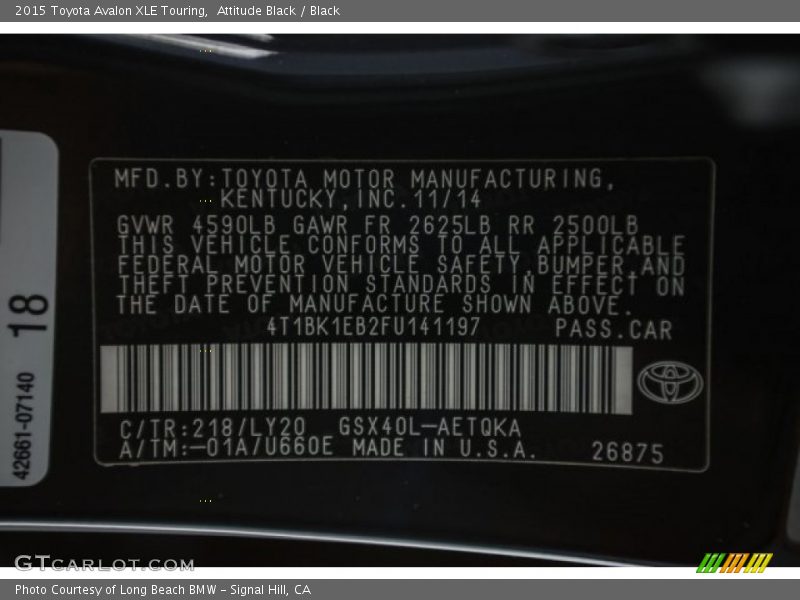 2015 Toyota Avalon XLE Touring,  Attitude Black / Black
MFD.BY:TOYOTA MOTOR MANUFACTURING,
KENTUCKY,INC.11/14
GVWR 4590LB GAWR FR 2625LB RR 2500LB
THIS VEHICLE CONFORMS TO ALL APPLICABLE
FEDERAL MOTOR VEHICLE SAFETY,BUMPER,AND
THEFT PREVENTION STANDARDS IN EFFECT ON
THE DATE OF MANUFACTURE SHOWN ABOVE.
4T1BK1EB2FU141197 PASS.CAR
C/TR:218/LY20 GSX40L-AETQKA
A/TM:-01A/U660E MADE IN U.S.A. 26875
18
42661-07140
GTCARLOT.COM
Photo Courtesy of Long Beach BMW - Signal Hill, CA